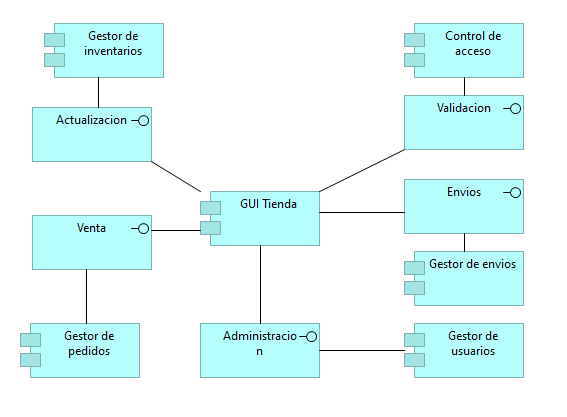 Gestor de
inventarios
Control de
acceso
Actualizacion
Validacion
GUI Tienda
Envios
Venta
Gestor de envios
Gestor de
pedidos
Administracio
n
Gestor de
usuarios